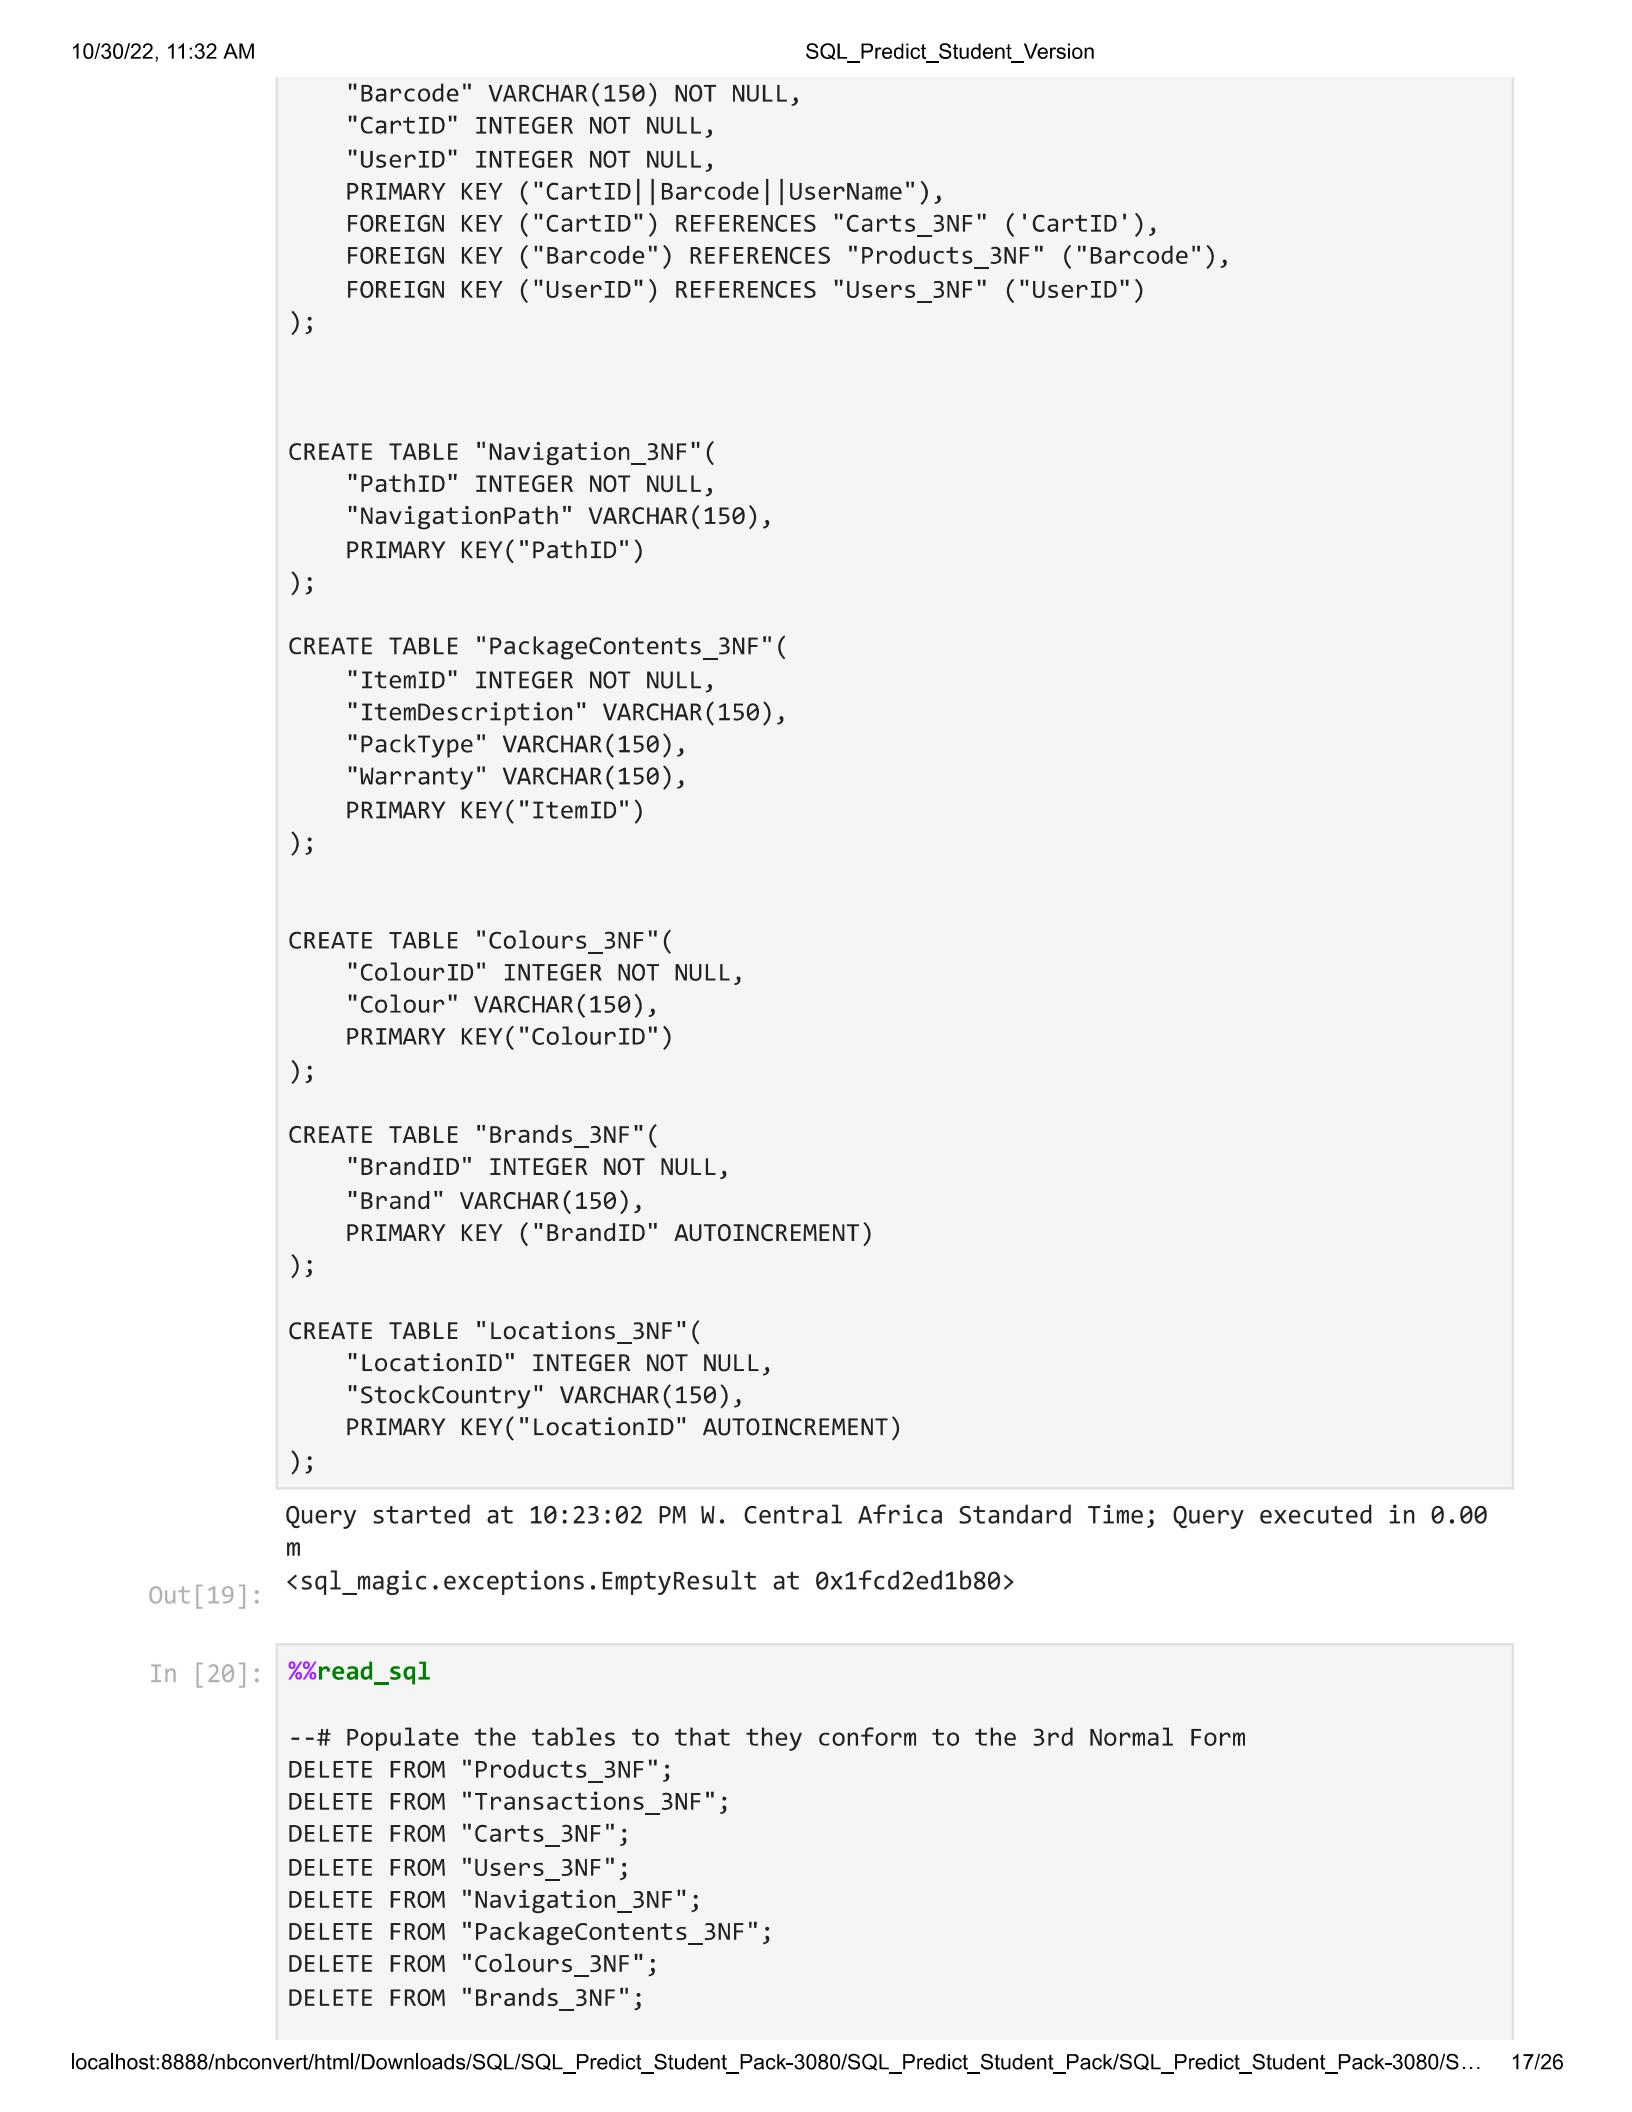 10/30/22, 11:32 AM SQL_Predict_Student_Version
"Barcode" VARCHAR(150) NOT NULL,
"CartID" INTEGER NOT NULL,
"UserID" INTEGER NOT NULL,
PRIMARY KEY ("CartID||Barcode||UserName"),
FOREIGN KEY ("CartID") REFERENCES "Carts_3NF" ('CartID'),
FOREIGN KEY ("Barcode") REFERENCES "Products_3NF" ("Barcode"),
FOREIGN KEY ("UserID") REFERENCES "Users_3NF" ("UserID")
);
CREATE TABLE "Navigation_3NF"(
"PathID" INTEGER NOT NULL,
"NavigationPath" VARCHAR(150),
PRIMARY KEY("PathID")
);
CREATE TABLE "PackageContents_3NF"(
"ItemID" INTEGER NOT NULL,
"ItemDescription" VARCHAR(150),
"PackType" VARCHAR(150),
"Warranty" VARCHAR(150),
PRIMARY KEY("ItemID")
);
CREATE TABLE "Colours_3NF"(
"ColourID" INTEGER NOT NULL,
"Colour" VARCHAR(150),
PRIMARY KEY("ColourID")
);
CREATE TABLE "Brands_3NF"(
"BrandID" INTEGER NOT NULL,
"Brand" VARCHAR(150),
PRIMARY KEY ("BrandID" AUTOINCREMENT)
);
CREATE TABLE "Locations_3NF"(
"LocationID" INTEGER NOT NULL,
"StockCountry" VARCHAR(150),
PRIMARY KEY("LocationID" AUTOINCREMENT)
);
Query started at 10:23:02 PM W. Central Africa Standard Time; Query executed in 0.00
m
Out[19]: <sql_magic.exceptions.EmptyResult at 0x1fcd2ed1b80>
In [20]: %%read_sql
--# Populate the tables to that they conform to the 3rd Normal Form
DELETE FROM "Products_3NF";
DELETE FROM "Transactions_3NF";
DELETE FROM "Carts_3NF";
DELETE FROM "Users_3NF";
DELETE FROM "Navigation_3NF";
DELETE FROM "PackageContents_3NF";
DELETE FROM "Colours_3NF";
DELETE FROM "Brands_3NF";
localhost:8888/nbconvert/html/Downloads/SQL/SQL_Predict_Student_Pack-3080/SQL_Predict_Student_Pack/SQL_Predict_Student_Pack-3080/S… 17/26